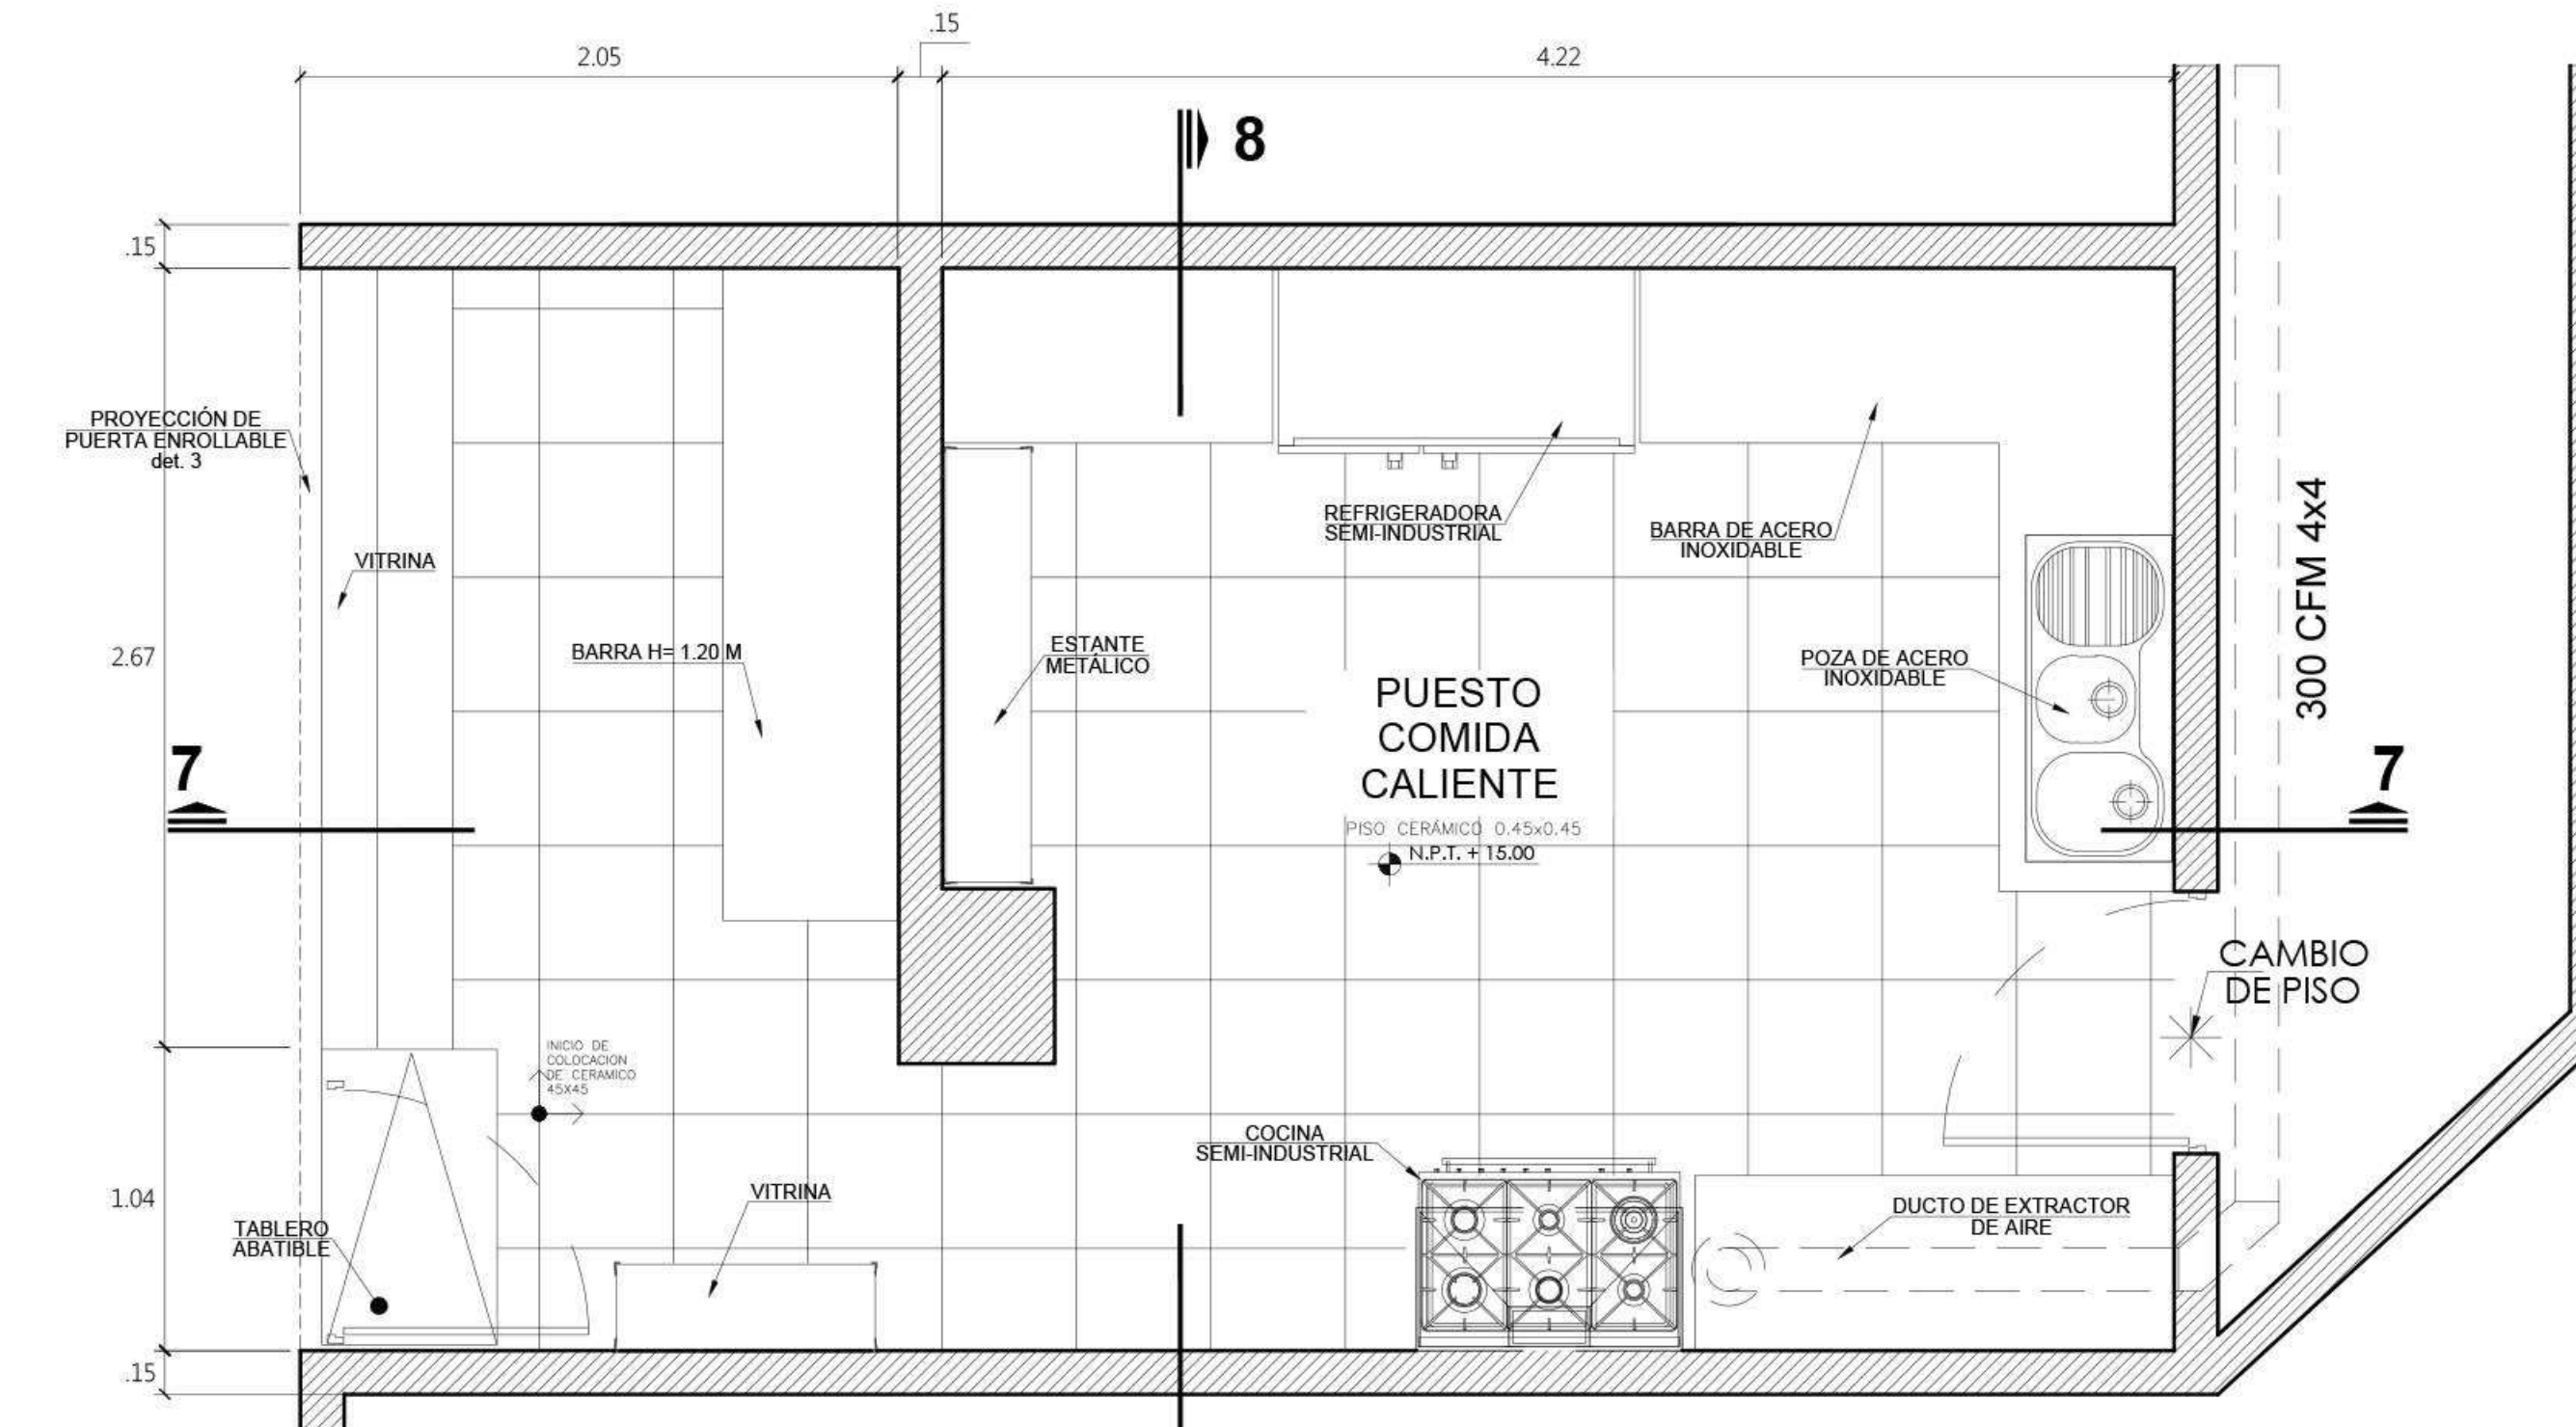 .15
2.05
4.22
8
.15
PROYECCIÓN DE
PUERTA ENROLLABLE
det. 3
VITRINA
REFRIGERADORA
SEMI-INDUSTRIAL
BARRA DE ACERO
INOXIDABLE
300 CFM 4x4
2.67
BARRA H= 1.20 M
ESTANTE
METÁLICO
POZA DE ACERO
INOXIDABLE
PUESTO
COMIDA
CALIENTE
PISO CERÁMICO 0.45x0.45
N.P.T. + 15.00
7
7
CAMBIO
DE PISO
INICIO DE
COLOCACION
DE CERAMICO
45X45
COCINA
SEMI-INDUSTRIAL
1.04
VITRINA
TABLERO
ABATIBLE
DUCTO DE EXTRACTOR
DE AIRE
.15